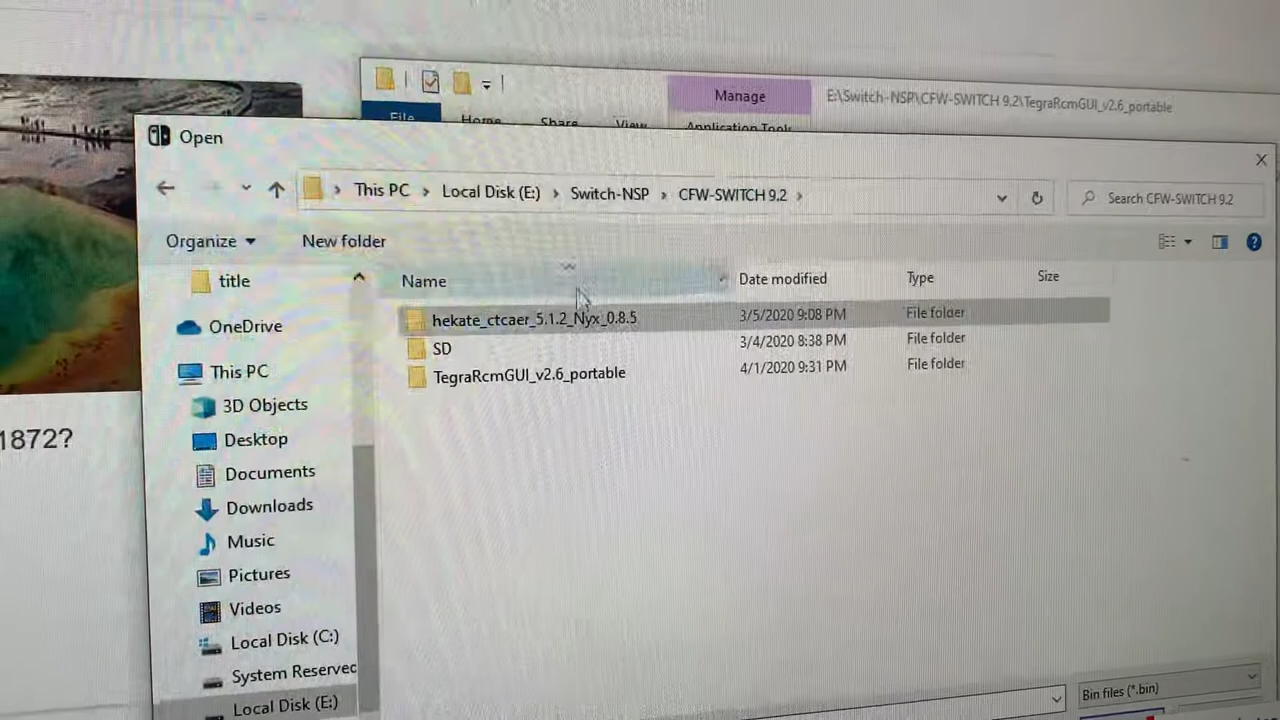 Manage
E:\Switch-NSP\CFW-SWITCH 9.2\TegraRcmGUI_v2.6_portable
File Home Share View Application Tools
Open
This PC Local Disk (E:) Switch-NSP CFW-SWITCH 9.2
Search CFW-SWITCH 9.2
Organize New folder
?
title
Name Date modified Type Size
hekate_ctcaer_5.1.2_Nyx_0.8.5 3/5/2020 9:08 PM File folder
SD 3/4/2020 8:38 PM File folder
TegraRcmGUI_v2.6_portable 4/1/2020 9:31 PM File folder
OneDrive
This PC
3D Objects
Desktop
Documents
Downloads
Music
Pictures
Videos
Local Disk (C:)
System Reserved
Local Disk (E:)
1872?
Bin files (*.bin)